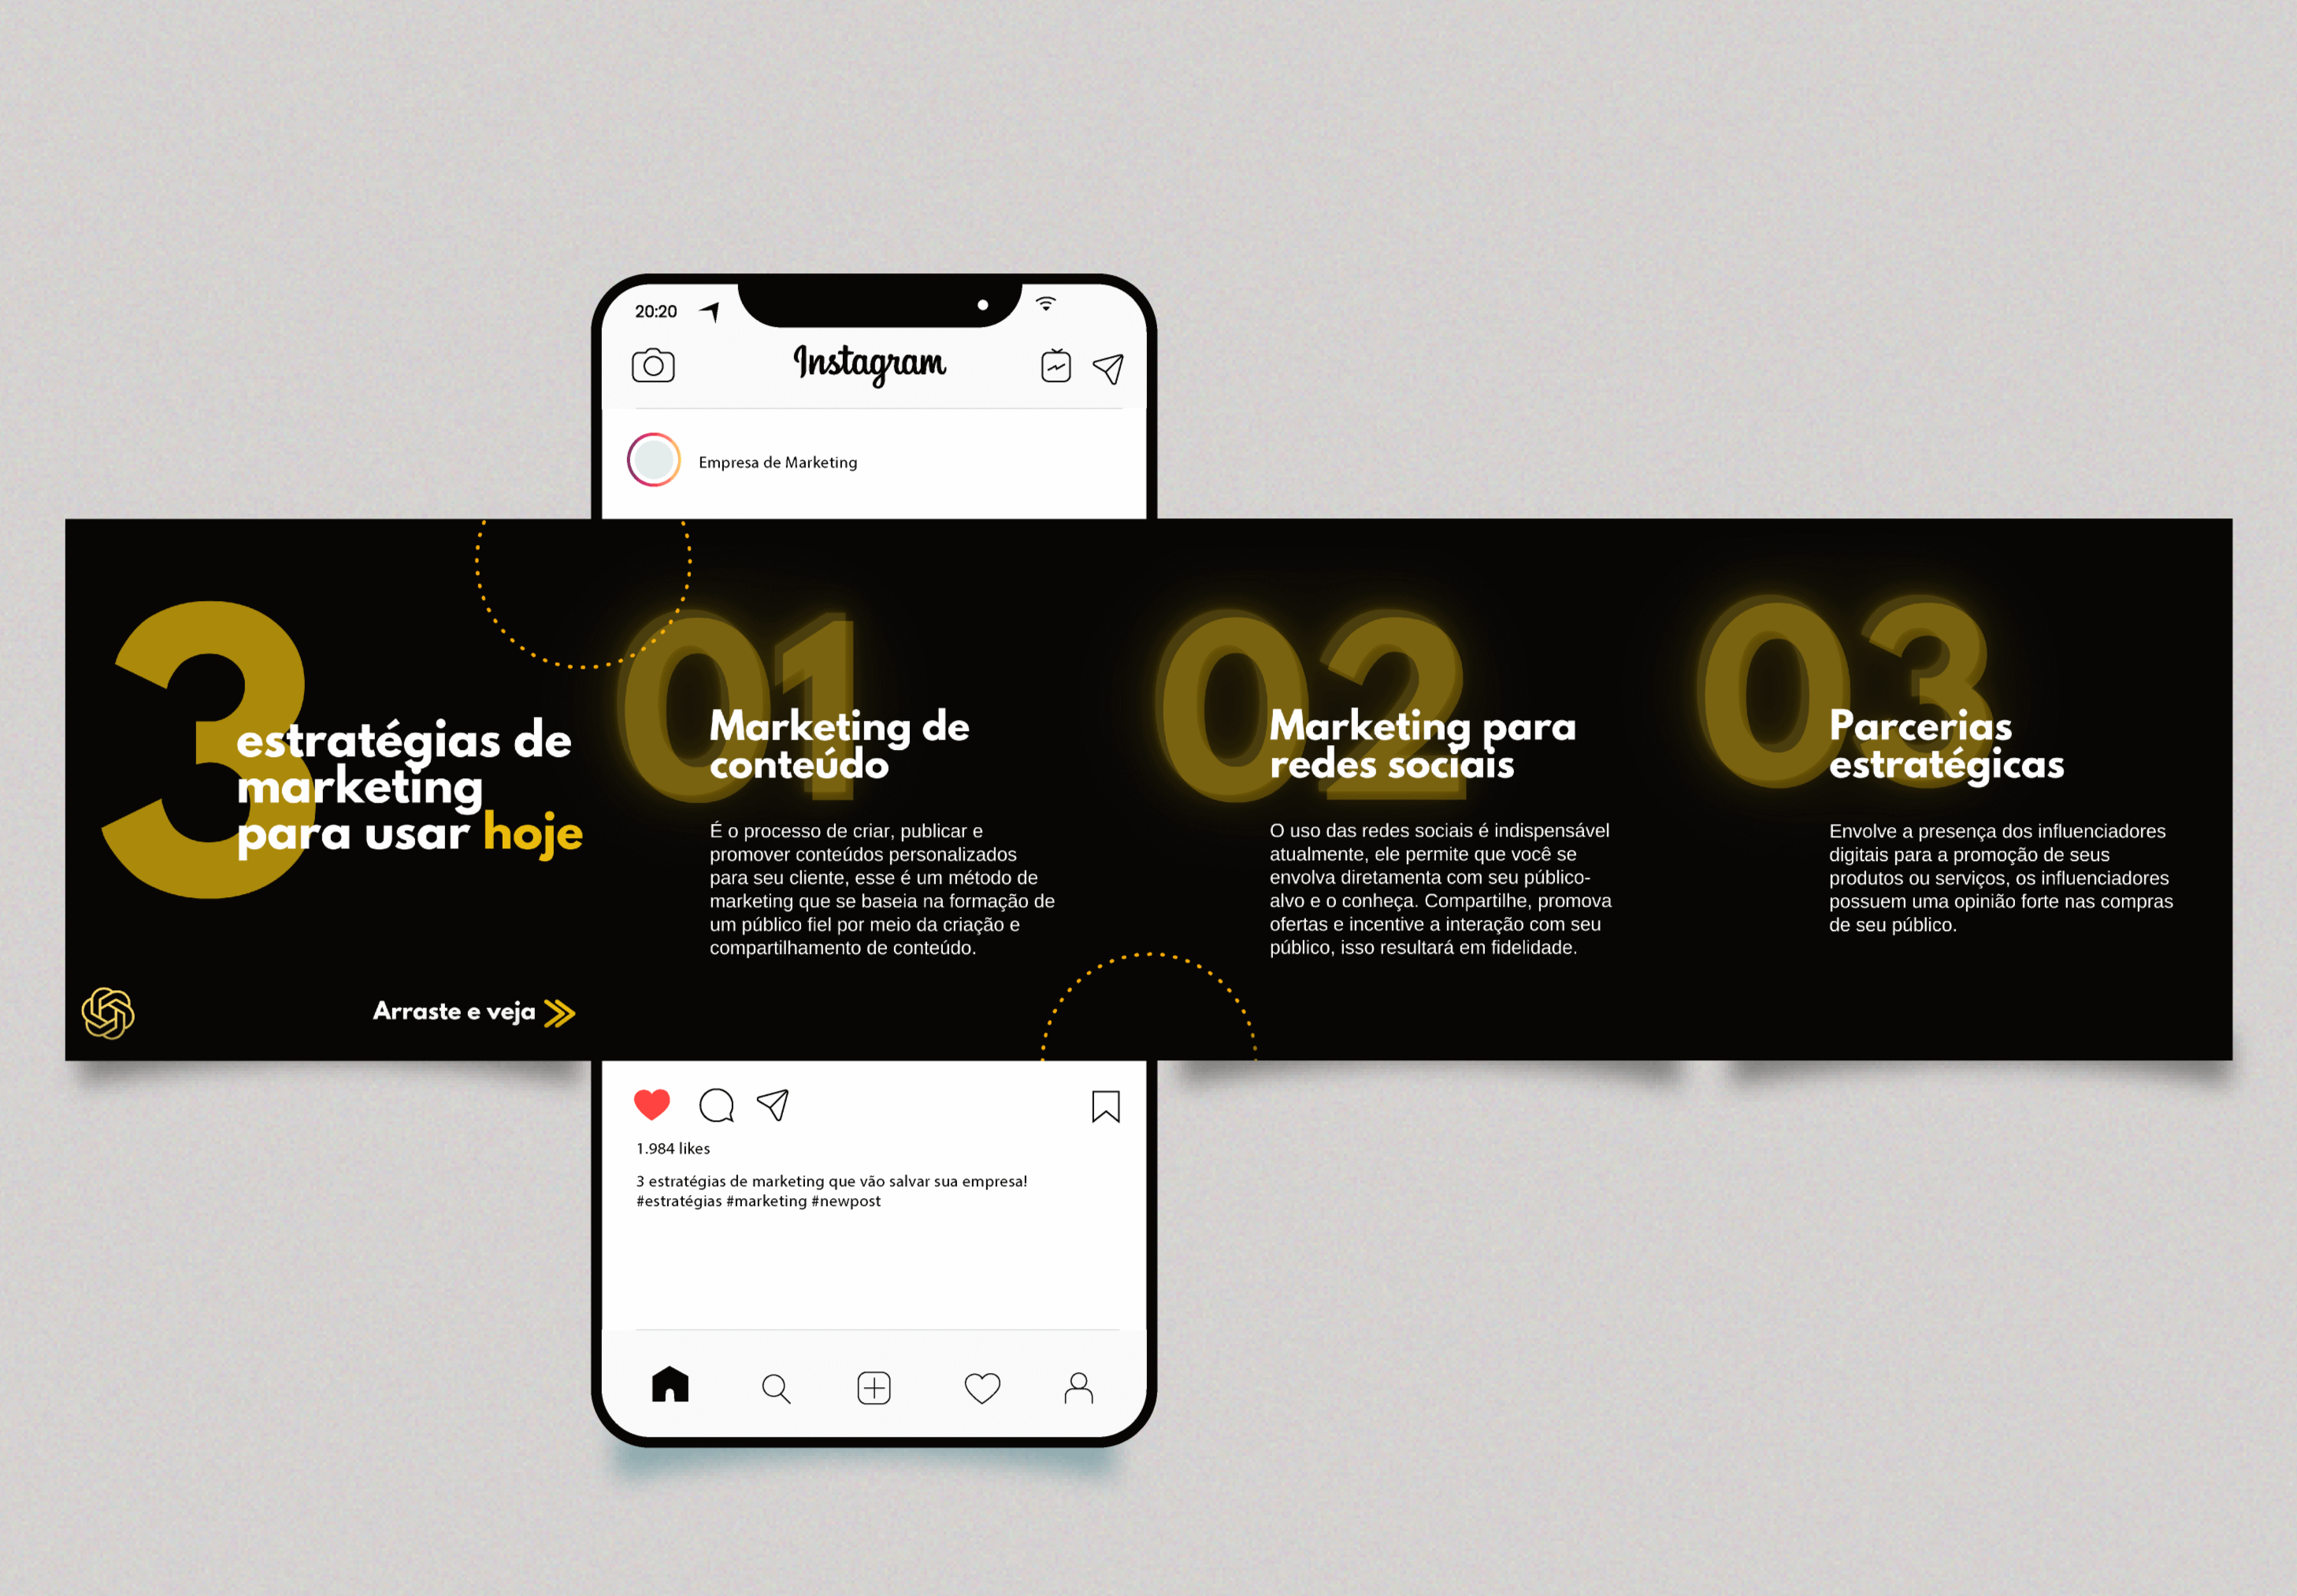 20:20
Instagram
Empresa de Marketing
3
estratégias de
marketing
para usar hoje
Arraste e veja
01
Marketing de
conteúdo
É o processo de criar, publicar e
promover conteúdos personalizados
para seu cliente, esse é um método de
marketing que se baseia na formação de
um público fiel por meio da criação e
compartilhamento de conteúdo.
02
Marketing para
redes sociais
O uso das redes sociais é indispensável
atualmente, ele permite que você se
envolva diretamenta com seu público-
alvo e o conheça. Compartilhe, promova
ofertas e incentive a interação com seu
público, isso resultará em fidelidade.
03
Parcerias
estratégicas
Envolve a presença dos influenciadores
digitais para a promoção de seus
produtos ou serviços, os influenciadores
possuem uma opinião forte nas compras
de seu público.
1.984 likes
3 estratégias de marketing que vão salvar sua empresa!
#estratégias #marketing #newpost